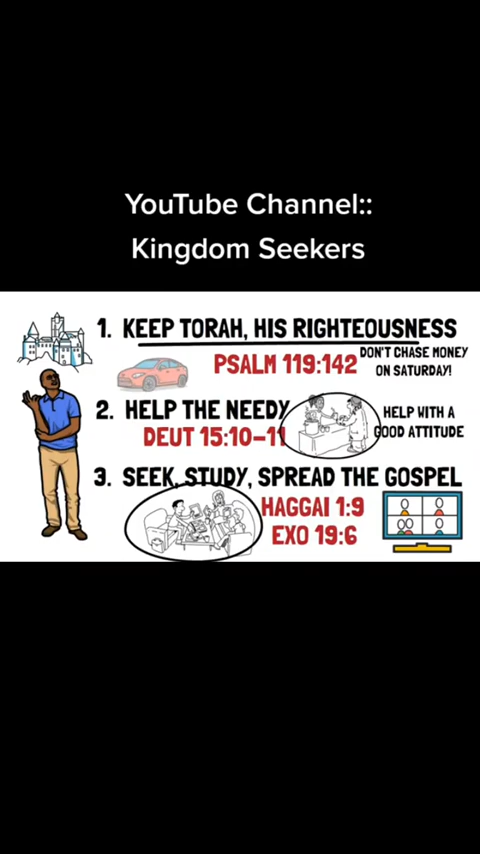 YouTube Channel::
Kingdom Seekers
1. KEEP TORAH, HIS RIGHTEOUSNESS
PSALM 119:142
DON'T CHASE MONEY
ON SATURDAY!
2. HELP THE NEEDY
DEUT 15:10-11
HELP WITH A
GOOD ATTITUDE
3. SEEK, STUDY, SPREAD THE GOSPEL
HAGGAI 1:9
EXO 19:6